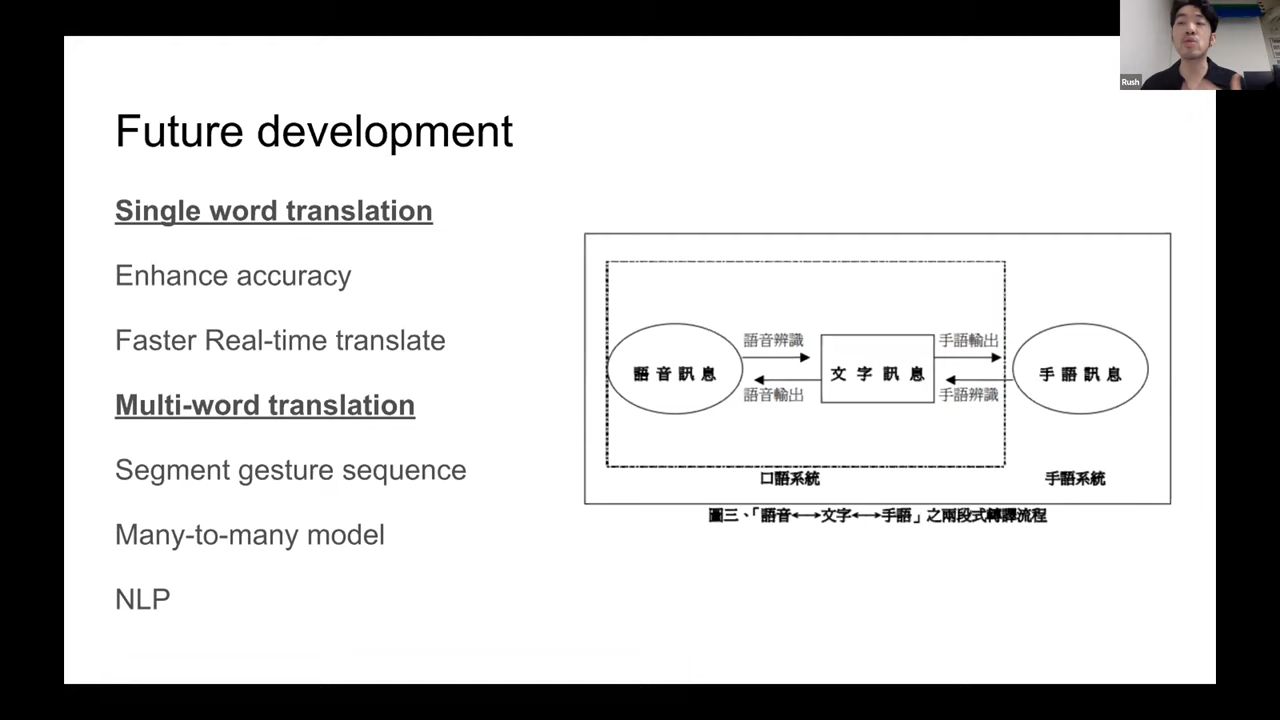 Rush
Future development
Single word translation
Enhance accuracy
Faster Real-time translate
Multi-word translation
Segment gesture sequence
Many-to-many model
NLP
語音訊息
語音辨識
語音輸出
文字訊息
手語輸出
手語辨識
手語訊息
口語系統
手語系統
圖三、「語音⟷文字⟷手語」之兩段式轉譯流程